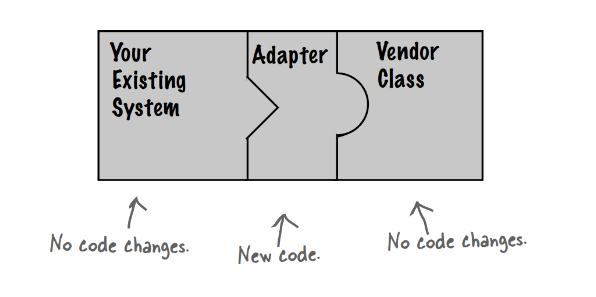 Your
Existing
System
Adapter
Vendor
Class
No code changes.
New code.
No code changes.